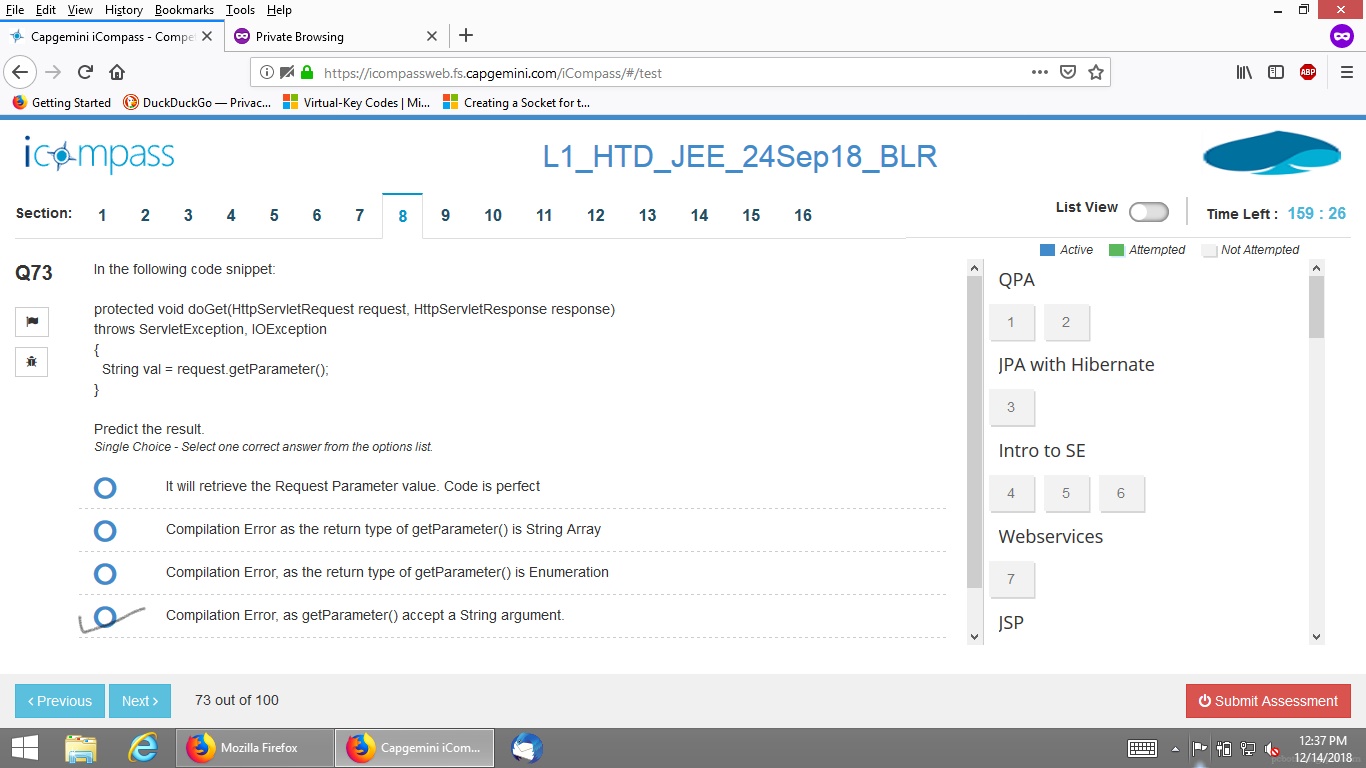 File Edit View History Bookmarks Tools Help
Capgemini iCompass - Compe
Private Browsing
https://icompassweb.fs.capgemini.com/iCompass/#/test
ABP
Getting Started DuckDuckGo — Privac... Virtual-Key Codes | Mi... Creating a Socket for t...
icompass
L1_HTD_JEE_24Sep18_BLR
Section: 1 2 3 4 5 6 7 8 9 10 11 12 13 14 15 16
List View
Time Left : 159 : 26
Active Attempted Not Attempted
Q73
In the following code snippet:
protected void doGet(HttpServletRequest request, HttpServletResponse response)
throws ServletException, IOException
{
String val = request.getParameter();
}
Predict the result.
Single Choice - Select one correct answer from the options list.
It will retrieve the Request Parameter value. Code is perfect
Compilation Error as the return type of getParameter() is String Array
Compilation Error, as the return type of getParameter() is Enumeration
Compilation Error, as getParameter() accept a String argument.
QPA
1 2
JPA with Hibernate
3
Intro to SE
4 5 6
Webservices
7
JSP
‹ Previous Next ›
73 out of 100
Submit Assessment
Mozilla Firefox
Capgemini iCom...
12:37 PM
12/14/2018